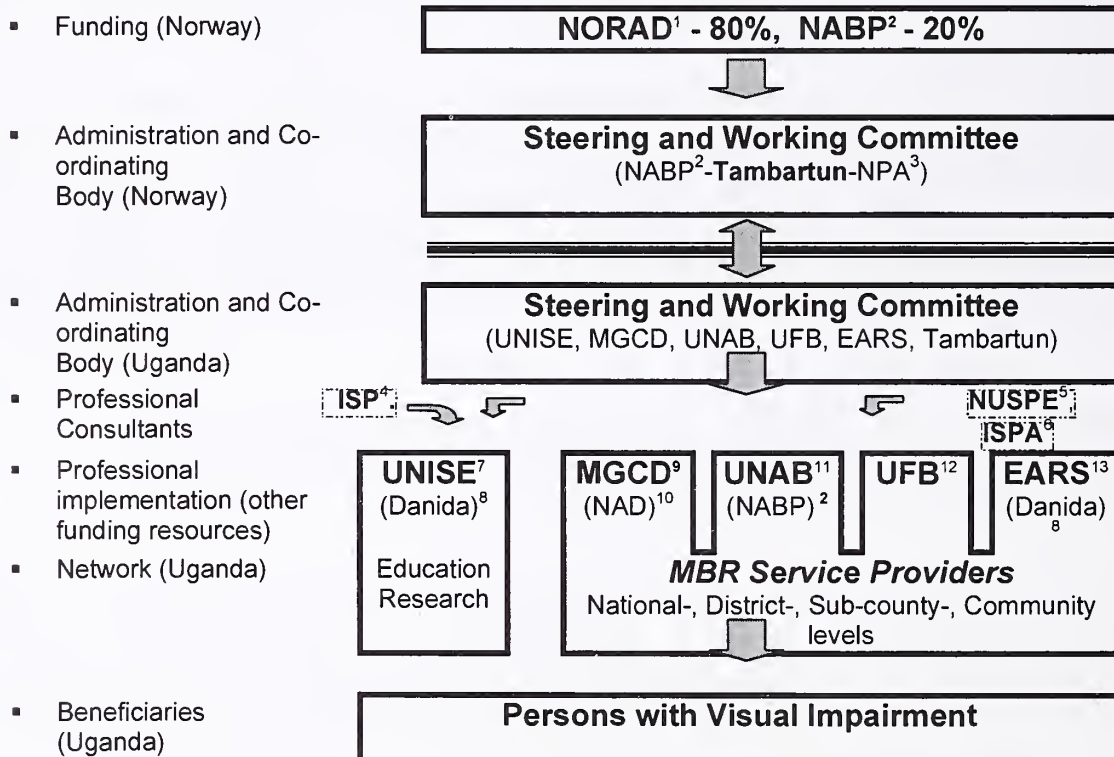 ▪ Funding (Norway)
NORAD¹ - 80%, NABP² - 20%
▪ Administration and Co-
ordinating
Body (Norway)
Steering and Working Committee
(NABP²-Tambartun-NPA³)
▪ Administration and Co-
ordinating
Body (Uganda)
Steering and Working Committee
(UNISE, MGCD, UNAB, UFB, EARS, Tambartun)
▪ Professional
Consultants
ISP⁴.
NUSPE⁵,
ISPA⁶
▪ Professional
implementation (other
funding resources)
UNISE⁷
(Danida)⁸
MGCD⁹
(NAD)¹⁰
UNAB¹¹
(NABP) ²
UFB¹²
EARS¹³
(Danida)
⁸
▪ Network (Uganda)
Education
Research
MBR Service Providers
National-, District-, Sub-county-, Community
levels
▪ Beneficiaries
(Uganda)
Persons with Visual Impairment